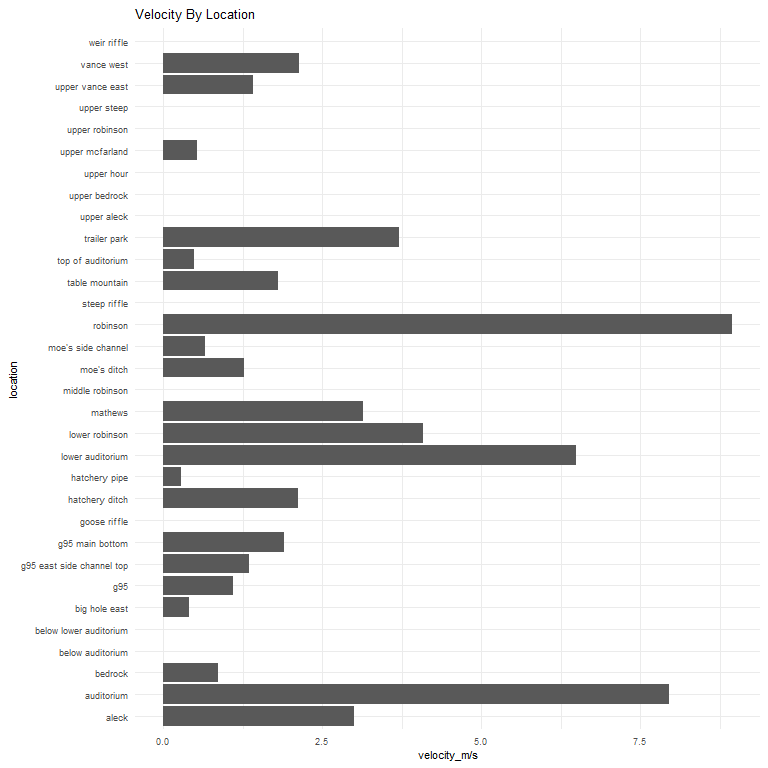 Velocity By Location
weir riffle
vance west
upper vance east
upper steep
upper robinson
upper mcfarland
upper hour
upper bedrock
upper aleck
trailer park
top of auditorium
table mountain
steep riffle
robinson
moe's side channel
moe's ditch
middle robinson
mathews
lower robinson
lower auditorium
hatchery pipe
hatchery ditch
goose riffle
g95 main bottom
g95 east side channel top
g95
big hole east
below lower auditorium
below auditorium
bedrock
auditorium
aleck
location
0.0 2.5 5.0 7.5
velocity_m/s